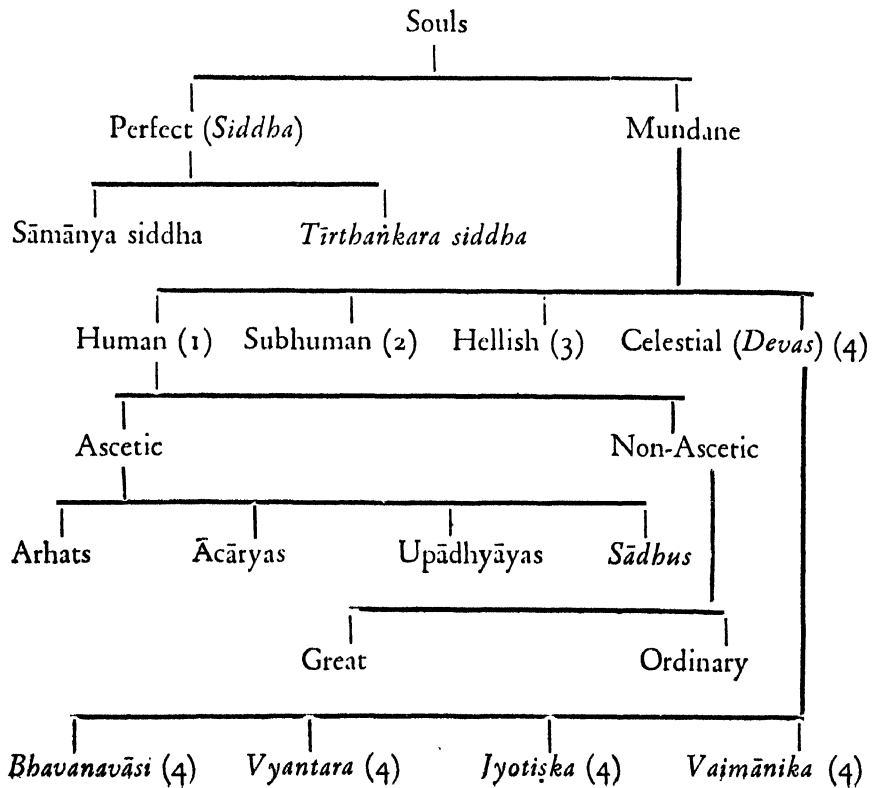 Souls
Perfect (Siddha) Mundane
Sāmānya siddha Tīrthaṅkara siddha
Human (1) Subhuman (2) Hellish (3) Celestial (Devas) (4)
Ascetic Non-Ascetic
Arhats Ācāryas Upādhyāyas Sādhus
Great Ordinary
Bhavanavāsi (4) Vyantara (4) Jyotiṣka (4) Vaimānika (4)